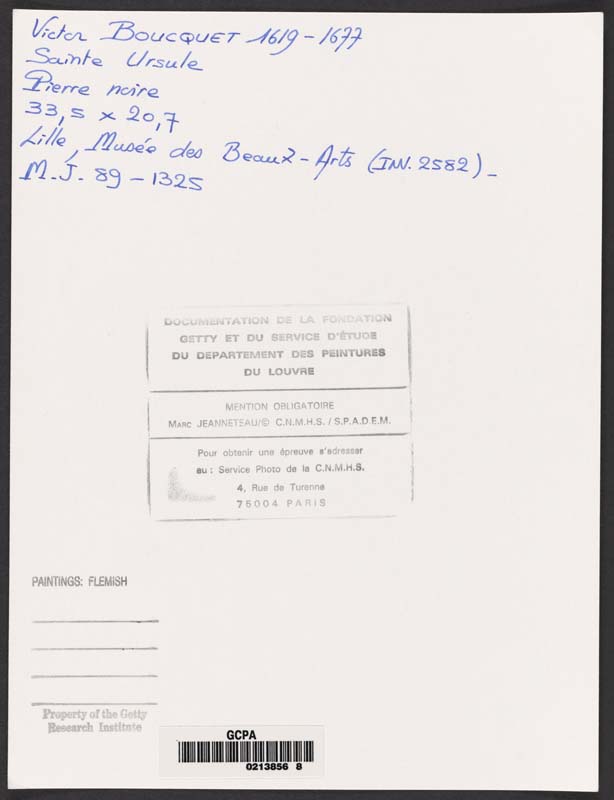 Victor BOUCQUET 1619-1677
Sainte Ursule
Pierre noire
33,5 x 20,7
Lille, Musée des Beaux-Arts (INV. 2582)_
M.J. 89-1325
DOCUMENTATION DE LA FONDATION
GETTY ET DU SERVICE D'ÉTUDE
DU DEPARTEMENT DES PEINTURES
DU LOUVRE
MENTION OBLIGATOIRE
MARC JEANNETEAU/© C.N.M.H.S. / S.P.A.D.E.M.
Pour obtenir une épreuve s'adresser
au : Service Photo de la C.N.M.H.S.
4, Rue de Turenne
75004 PARIS
PAINTINGS: FLEMISH
Property of the Getty
Research Institute
GCPA
0213856 8